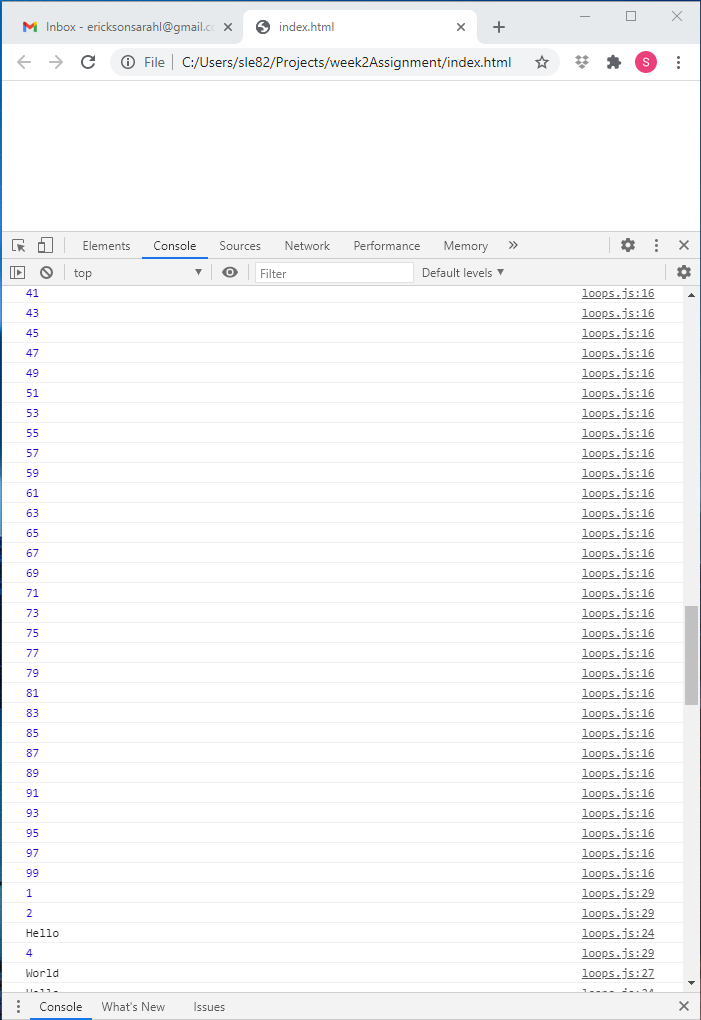 Inbox - ericksonsarahl@gmail.co
index.html
File C:/Users/sle82/Projects/week2Assignment/index.html S
Elements Console Sources Network Performance Memory »
top Filter Default levels
41 loops.js:16
43 loops.js:16
45 loops.js:16
47 loops.js:16
49 loops.js:16
51 loops.js:16
53 loops.js:16
55 loops.js:16
57 loops.js:16
59 loops.js:16
61 loops.js:16
63 loops.js:16
65 loops.js:16
67 loops.js:16
69 loops.js:16
71 loops.js:16
73 loops.js:16
75 loops.js:16
77 loops.js:16
79 loops.js:16
81 loops.js:16
83 loops.js:16
85 loops.js:16
87 loops.js:16
89 loops.js:16
91 loops.js:16
93 loops.js:16
95 loops.js:16
97 loops.js:16
99 loops.js:16
1 loops.js:29
2 loops.js:29
Hello loops.js:24
4 loops.js:29
World loops.js:27
Hello loops.js:24
Console What's New Issues